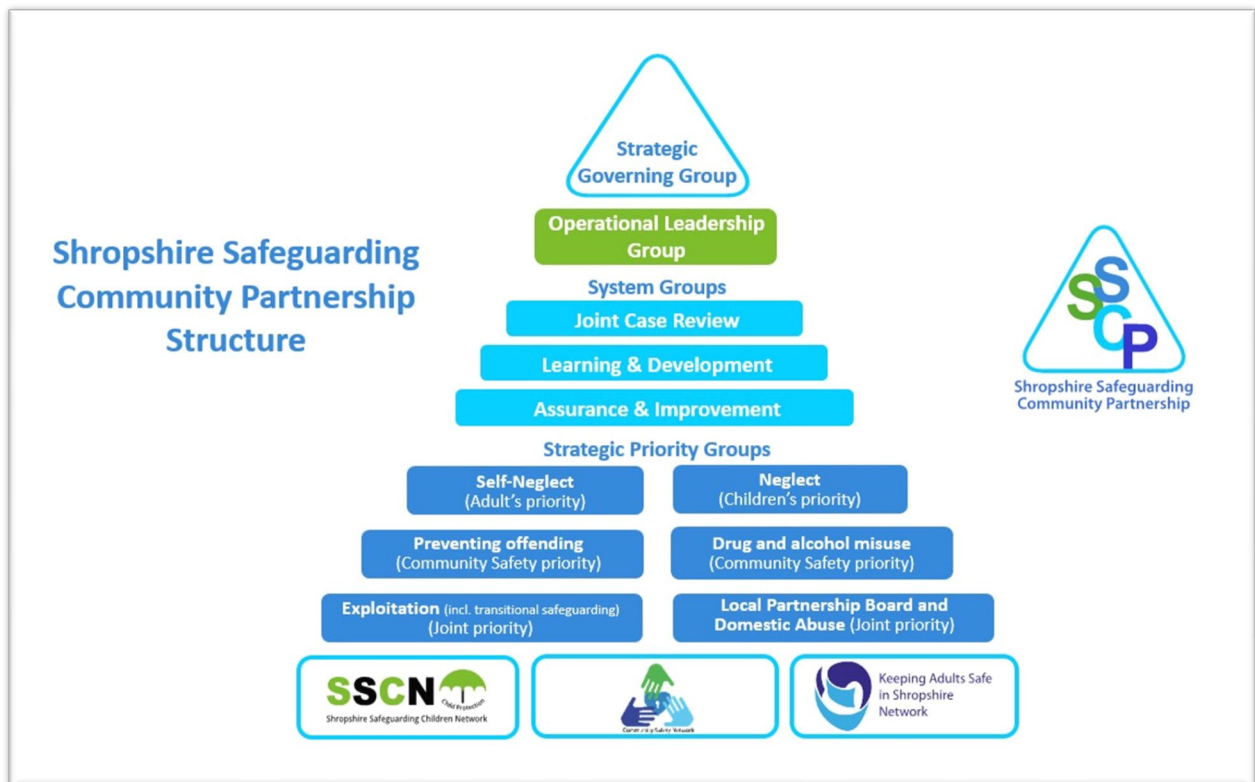 Strategic
Governing Group
Operational Leadership
Group
Shropshire Safeguarding
Community Partnership
Structure
System Groups
Joint Case Review
Learning & Development
Assurance & Improvement
SSCP
Shropshire Safeguarding
Community Partnership
Strategic Priority Groups
Self-Neglect
(Adult’s priority)
Neglect
(Children’s priority)
Preventing offending
(Community Safety priority)
Drug and alcohol misuse
(Community Safety priority)
Exploitation (incl. transitional safeguarding)
(Joint priority)
Local Partnership Board and
Domestic Abuse (Joint priority)
SSCN
Child Protection
Shropshire Safeguarding Children Network
Community Safety Network
Keeping Adults Safe
in Shropshire
Network